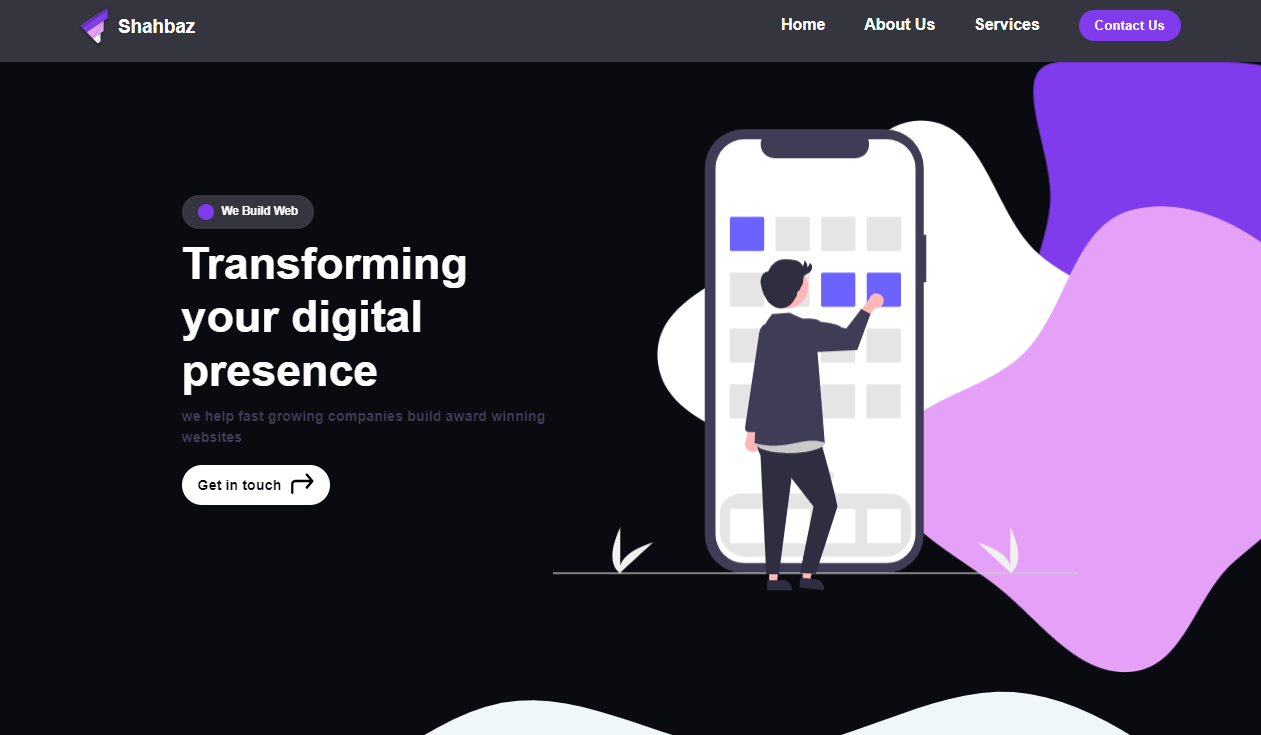 Shahbaz
Home
About Us
Services
Contact Us
We Build Web
Transforming
your digital
presence
we help fast growing companies build award winning
websites
Get in touch